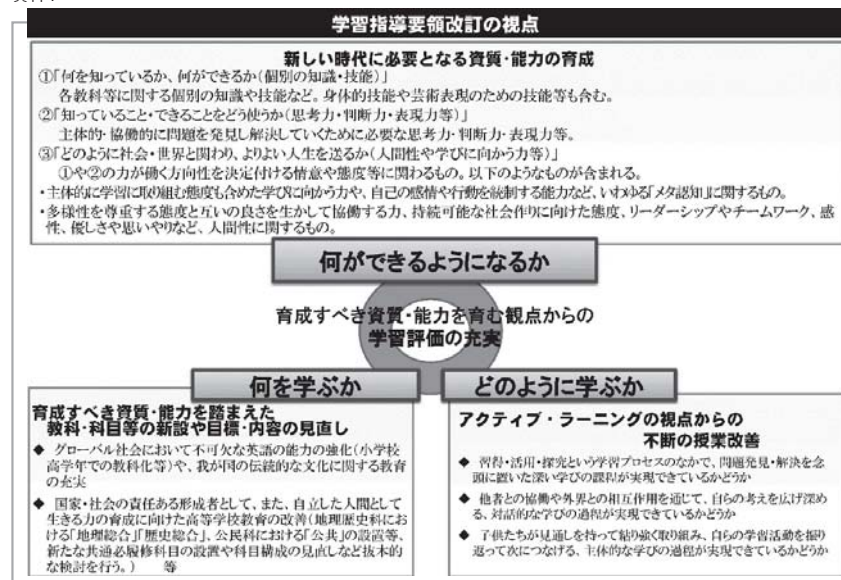 学習指導要領改訂の視点
新しい時代に必要となる資質・能力の育成
①「何を知っているか、何ができるか（個別の知識・技能）」
各教科等に関する個別の知識や技能など。身体的技能や芸術表現のための技能等も含む。
②「知っていること・できることをどう使うか（思考力・判断力・表現力等）」
主体的・協働的に問題を発見し解決していくために必要な思考力・判断力・表現力等。
③「どのように社会・世界と関わり、よりよい人生を送るか（人間性や学びに向かう力等）」
①や②の力が働く方向性を決定付ける情意や態度等に関わるもの。以下のようなものが含まれる。
・主体的に学習に取り組む態度も含めた学びに向かう力や、自己の感情や行動を統制する能力など、いわゆる「メタ認知」に関するもの。
・多様性を尊重する態度と互いの良さを生かして協働する力、持続可能な社会作りに向けた態度、リーダーシップやチームワーク、感
性、優しさや思いやりなど、人間性に関するもの。
何ができるようになるか
育成すべき資質・能力を育む観点からの
学習評価の充実
何を学ぶか
育成すべき資質・能力を踏まえた
教科・科目等の新設や目標・内容の見直し
◆ グローバル社会において不可欠な英語の能力の強化（小学校
高学年での教科化等）や、我が国の伝統的な文化に関する教育
の充実
◆ 国家・社会の責任ある形成者として、また、自立した人間として
生きる力の育成に向けた高等学校教育の改善（地理歴史科にお
ける「地理総合」「歴史総合」、公民科における「公共」の設置等、
新たな共通必履修科目の設置や科目構成の見直しなど抜本的
な検討を行う。） 等
どのように学ぶか
アクティブ・ラーニングの視点からの
不断の授業改善
◆ 習得・活用・探究という学習プロセスのなかで、問題発見・解決を念
頭に置いた深い学びの課程が実現できているかどうか
◆ 他者との協働や外界との相互作用を通じて、自らの考えを広げ深め
る、対話的な学びの過程が実現できているかどうか
◆ 子供たちが見通しを持って粘り強く取り組み、自らの学習活動を振り
返って次につなげる、主体的な学びの過程が実現できているかどうか